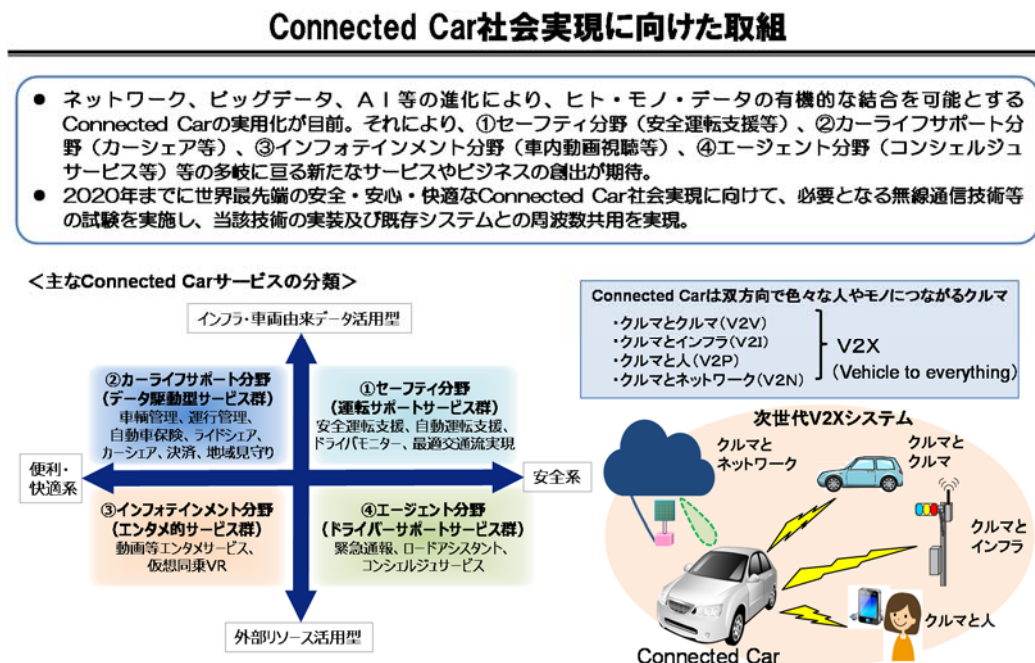 Connected Car社会実現に向けた取組
● ネットワーク、ビッグデータ、AI等の進化により、ヒト・モノ・データの有機的な結合を可能とする
Connected Carの実用化が目前。それにより、①セーフティ分野（安全運転支援等）、②カーライフサポート分
野（カーシェア等）、③インフォテインメント分野（車内動画視聴等）、④エージェント分野（コンシェルジュ
サービス等）等の多岐に亘る新たなサービスやビジネスの創出が期待。
● 2020年までに世界最先端の安全・安心・快適なConnected Car社会実現に向けて、必要となる無線通信技術等
の試験を実施し、当該技術の実装及び既存システムとの周波数共用を実現。
＜主なConnected Carサービスの分類＞
インフラ・車両由来データ活用型
②カーライフサポート分野
（データ駆動型サービス群）
車輌管理、運行管理、
自動車保険、ライドシェア、
カーシェア、決済、地域見守り
①セーフティ分野
（運転サポートサービス群）
安全運転支援、自動運転支援、
ドライバモニター、最適交通流実現
便利・
快適系
安全系
③インフォテインメント分野
（エンタメ的サービス群）
動画等エンタメサービス、
仮想同乗VR
④エージェント分野
（ドライバーサポートサービス群）
緊急通報、ロードアシスタント、
コンシェルジュサービス
外部リソース活用型
Connected Carは双方向で色々な人やモノにつながるクルマ
・クルマとクルマ(V2V)
・クルマとインフラ(V2I)
・クルマと人(V2P)
・クルマとネットワーク(V2N)
V2X
(Vehicle to everything)
次世代V2Xシステム
クルマと
ネットワーク
クルマと
クルマ
クルマと
インフラ
クルマと人
Connected Car